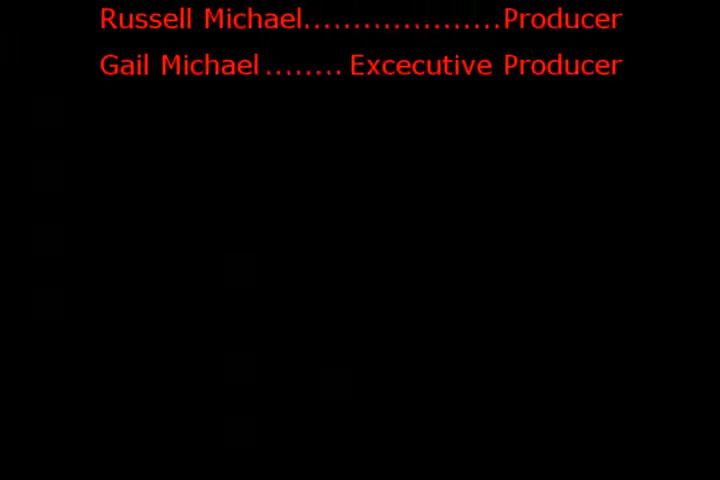 Russell Michael....................Producer
Gail Michael ........ Excecutive Producer